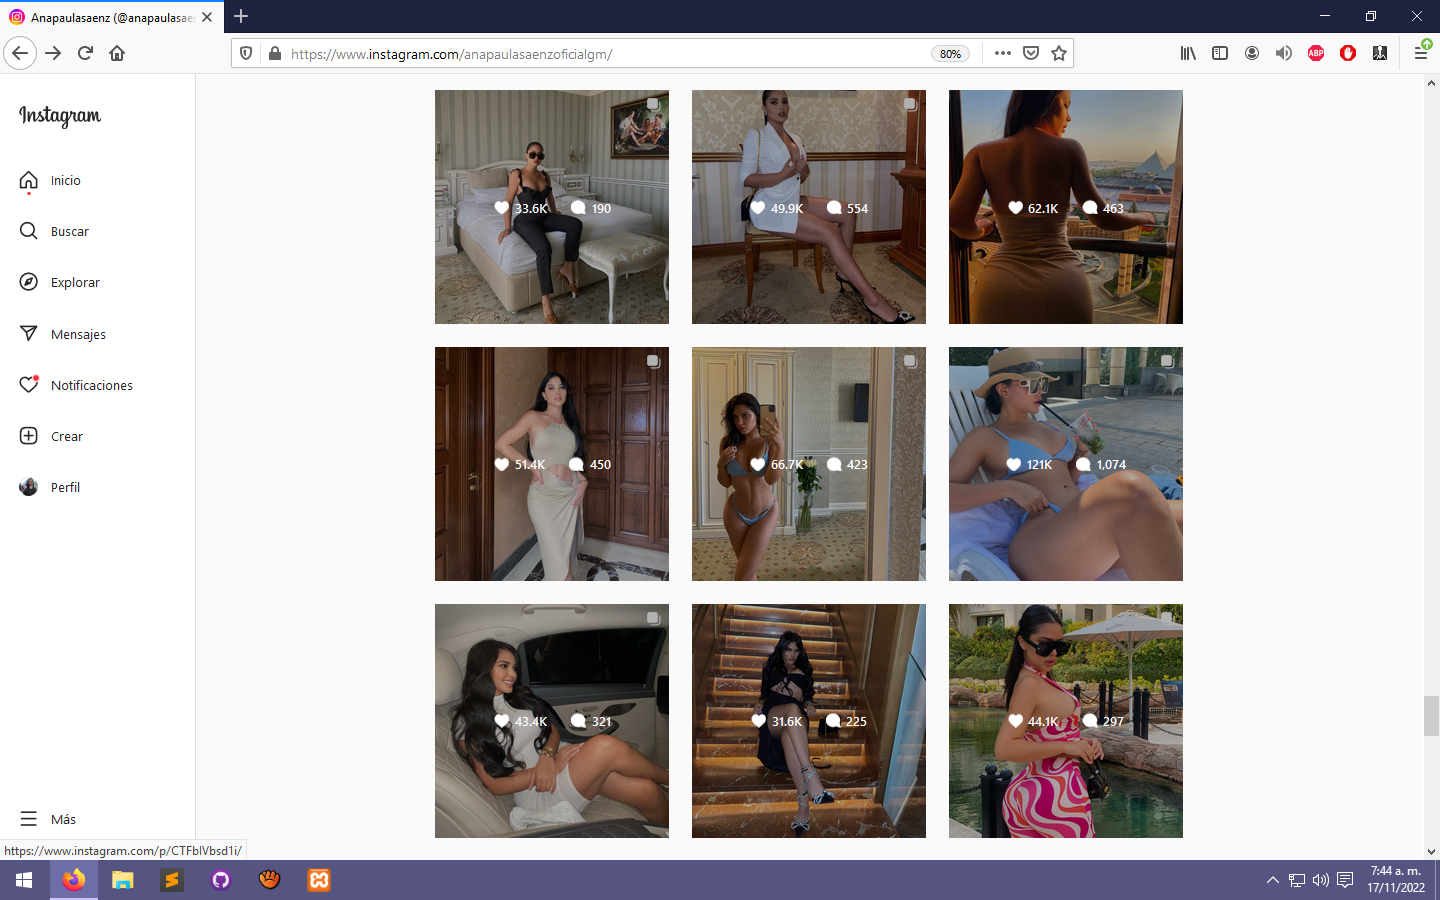 Anapaulasaenz (@anapaulasae
https://www.instagram.com/anapaulasaenzoficialgm/
80%
ABP
Instagram
Inicio
Buscar
Explorar
Mensajes
Notificaciones
Crear
Perfil
Más
33.6K 190
49.9K 554
62.1K 463
51.4K 450
66.7K 423
121K 1,074
43.4K 321
31.6K 225
44.1K 297
https://www.instagram.com/p/CTFblVbsd1i/
7:44 a. m.
17/11/2022